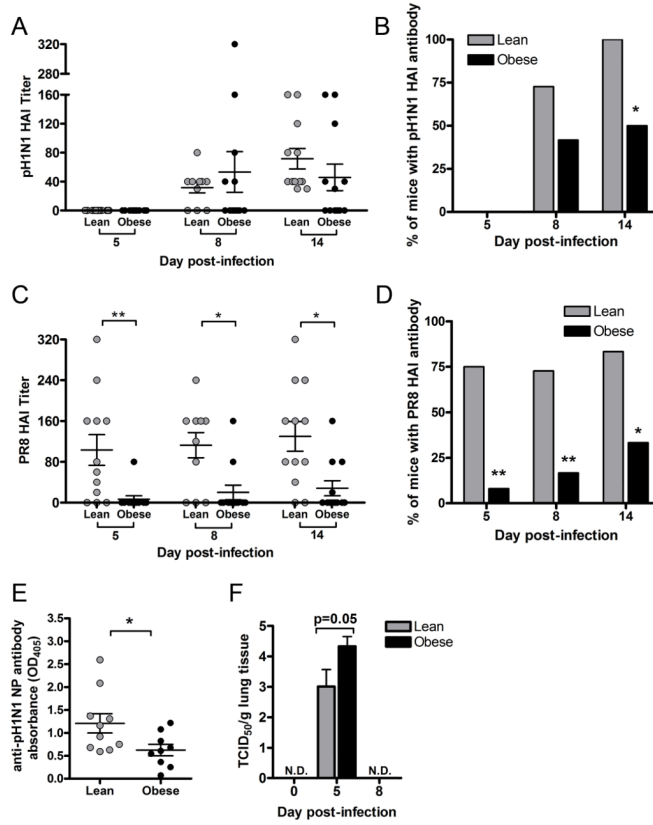 A
pH1N1 HAI Titer
320
280
160
120
80
40
0
Lean Obese Lean Obese Lean Obese
5 8 14
Day post-infection
B
Lean
Obese
% of mice with pH1N1 HAI antibody
100
75
50
25
0
*
5 8 14
Day post-infection
C
PR8 HAI Titer
320
240
160
80
0
** * *
Lean Obese Lean Obese Lean Obese
5 8 14
Day post-infection
D
Lean
Obese
% of mice with PR8 HAI antibody
100
75
50
25
0
** ** *
5 8 14
Day post-infection
E
anti-pH1N1 NP antibody
absorbance (OD405)
3.5
3.0
2.5
2.0
1.5
1.0
0.5
0.0
*
Lean Obese
F
TCID50/g lung tissue
5
4
3
2
1
0
p=0.05
N.D. N.D.
0 5 8
Day post-infection
Lean
Obese